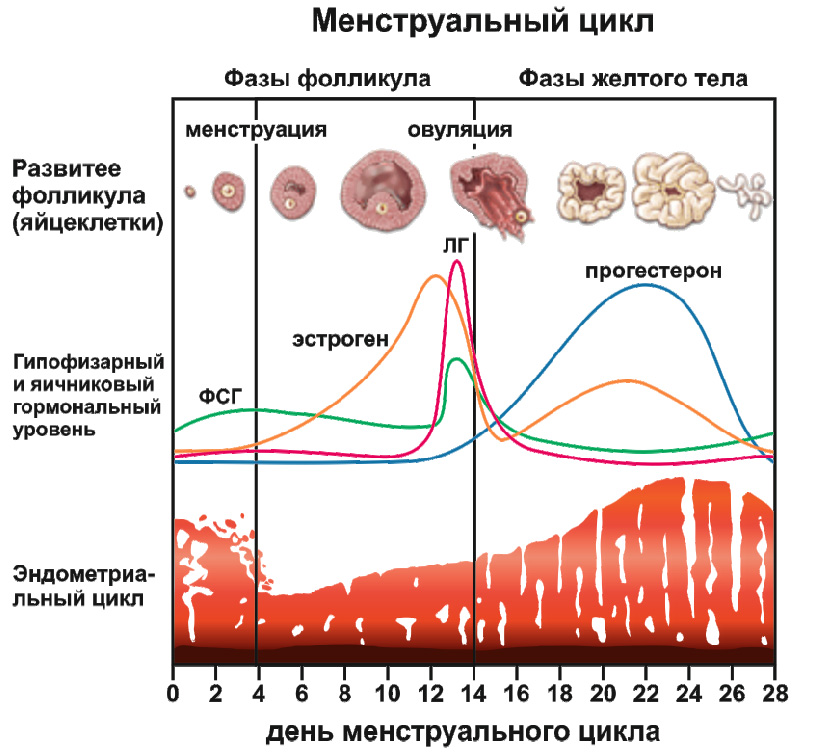 Менструальный цикл
Фазы фолликула
Фазы желтого тела
менструация
овуляция
Развитее
фолликула
(яйцеклетки)
ЛГ
прогестерон
эстроген
Гипофизарный
и яичниковый
гормональный
уровень
ФСГ
Эндометриа-
льный цикл
0 2 4 6 8 10 12 14 16 18 20 22 24 26 28
день менструального цикла